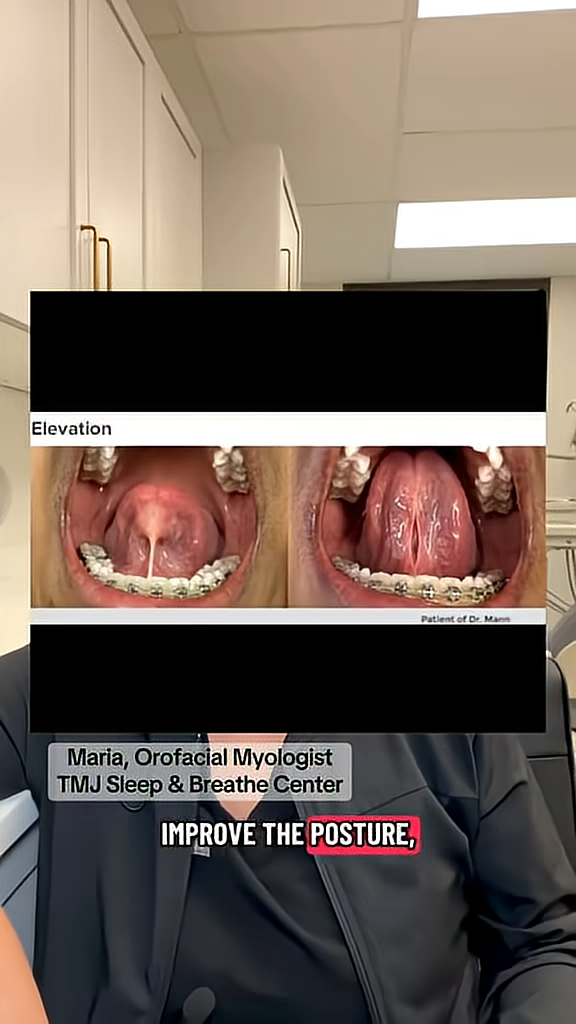 Elevation
Patient of Dr. Mann
Maria, Orofacial Myologist
TMJ Sleep & Breathe Center
IMPROVE THE POSTURE,